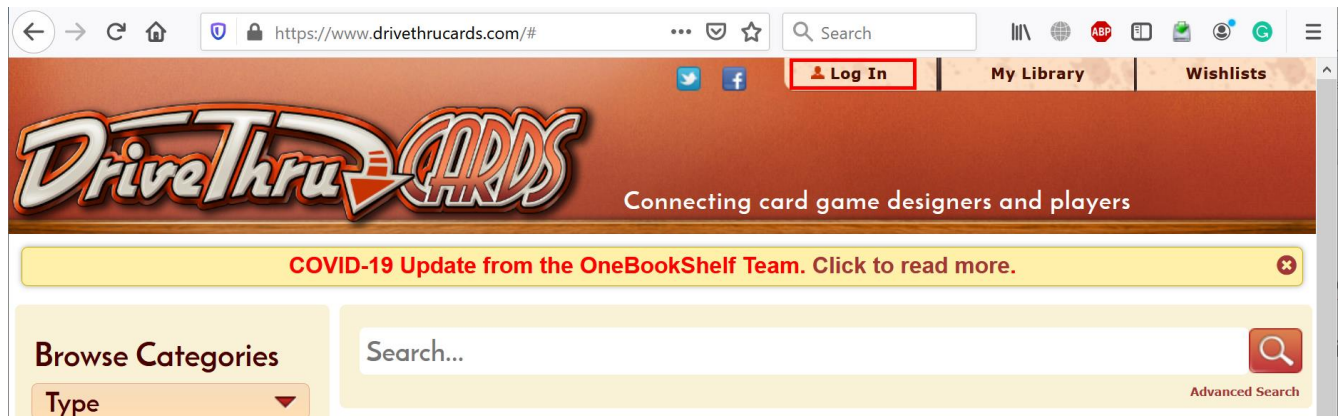 https://www.drivethrucards.com/#
Search
ABP
Log In
My Library
Wishlists
DriveThru CARDS
Connecting card game designers and players
COVID-19 Update from the OneBookShelf Team. Click to read more.
Browse Categories
Search...
Advanced Search
Type